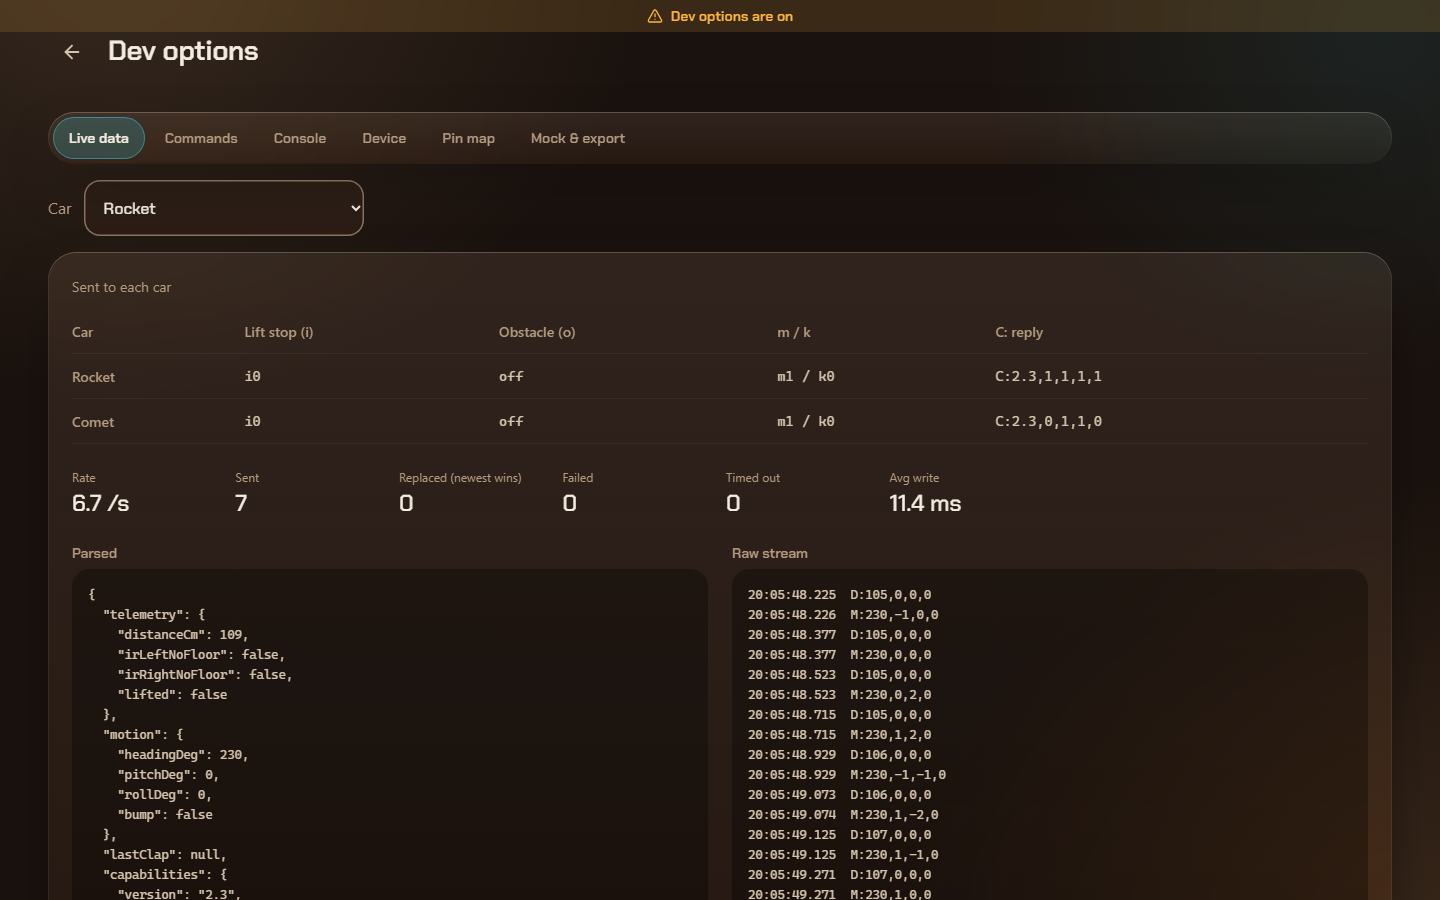 Dev options are on
Dev options
Live data Commands Console Device Pin map Mock & export
Car Rocket
Sent to each car
Car Lift stop (i) Obstacle (o) m / k C: reply
Rocket i0 off m1 / k0 C:2.3,1,1,1,1
Comet i0 off m1 / k0 C:2.3,0,1,1,0
Rate Sent Replaced (newest wins) Failed Timed out Avg write
6.7 /s 7 0 0 0 11.4 ms
Parsed
{
  "telemetry": {
    "distanceCm": 109,
    "irLeftNoFloor": false,
    "irRightNoFloor": false,
    "lifted": false
  },
  "motion": {
    "headingDeg": 230,
    "pitchDeg": 0,
    "rollDeg": 0,
    "bump": false
  },
  "lastClap": null,
  "capabilities": {
    "version": "2.3",
Raw stream
20:05:48.225 D:105,0,0,0
20:05:48.226 M:230,-1,0,0
20:05:48.377 D:105,0,0,0
20:05:48.377 M:230,0,0,0
20:05:48.523 D:105,0,0,0
20:05:48.523 M:230,0,2,0
20:05:48.715 D:105,0,0,0
20:05:48.715 M:230,1,2,0
20:05:48.929 D:106,0,0,0
20:05:48.929 M:230,-1,-1,0
20:05:49.073 D:106,0,0,0
20:05:49.074 M:230,1,-2,0
20:05:49.125 D:107,0,0,0
20:05:49.125 M:230,1,-1,0
20:05:49.271 D:107,0,0,0
20:05:49.271 M:230,1,0,0